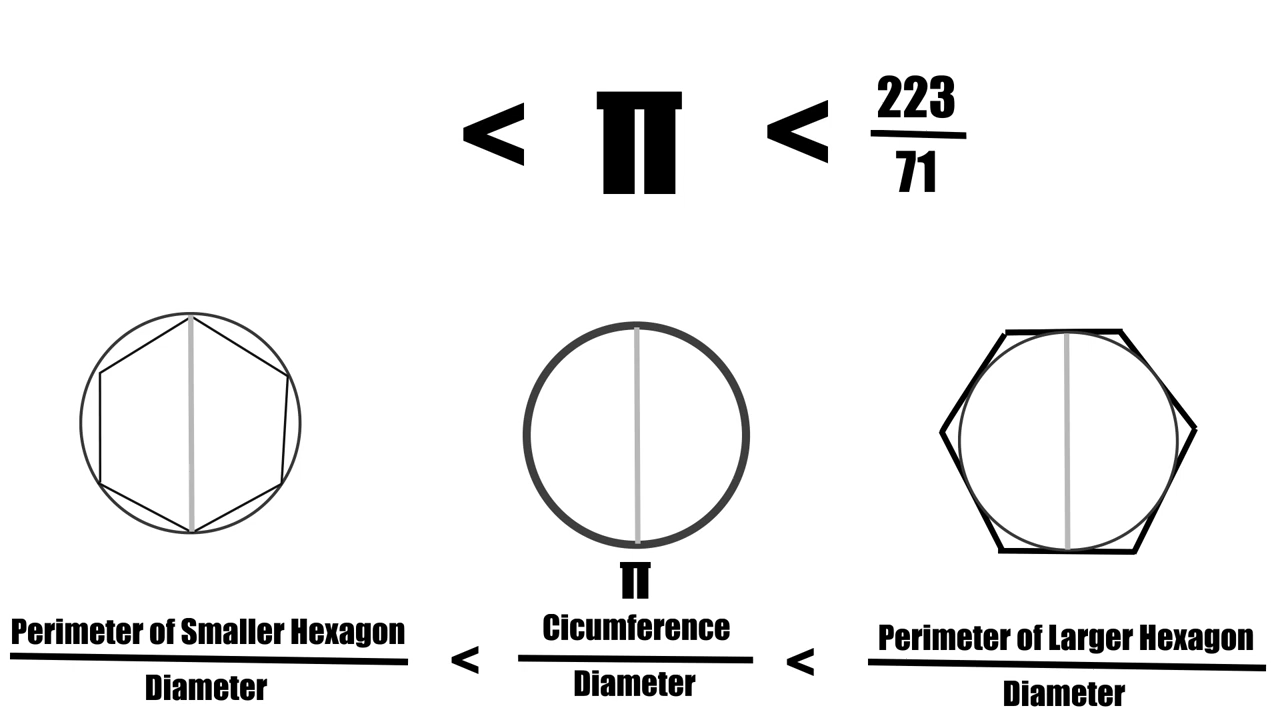 < π < 223/71
π
Perimeter of Smaller Hexagon
Diameter
<
Cicumference
Diameter
<
Perimeter of Larger Hexagon
Diameter